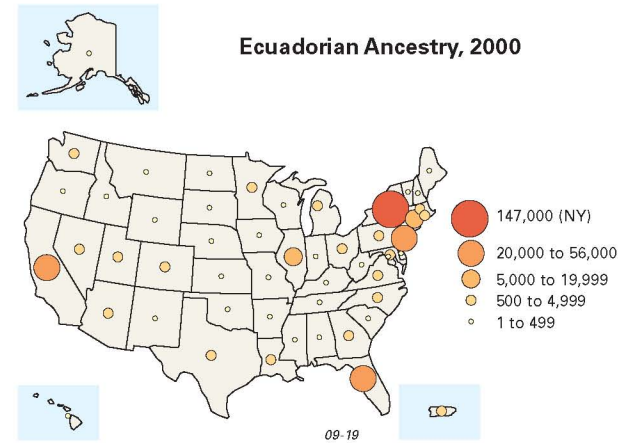 Ecuadorian Ancestry, 2000
147,000 (NY)
20,000 to 56,000
5,000 to 19,999
500 to 4,999
1 to 499
09-19